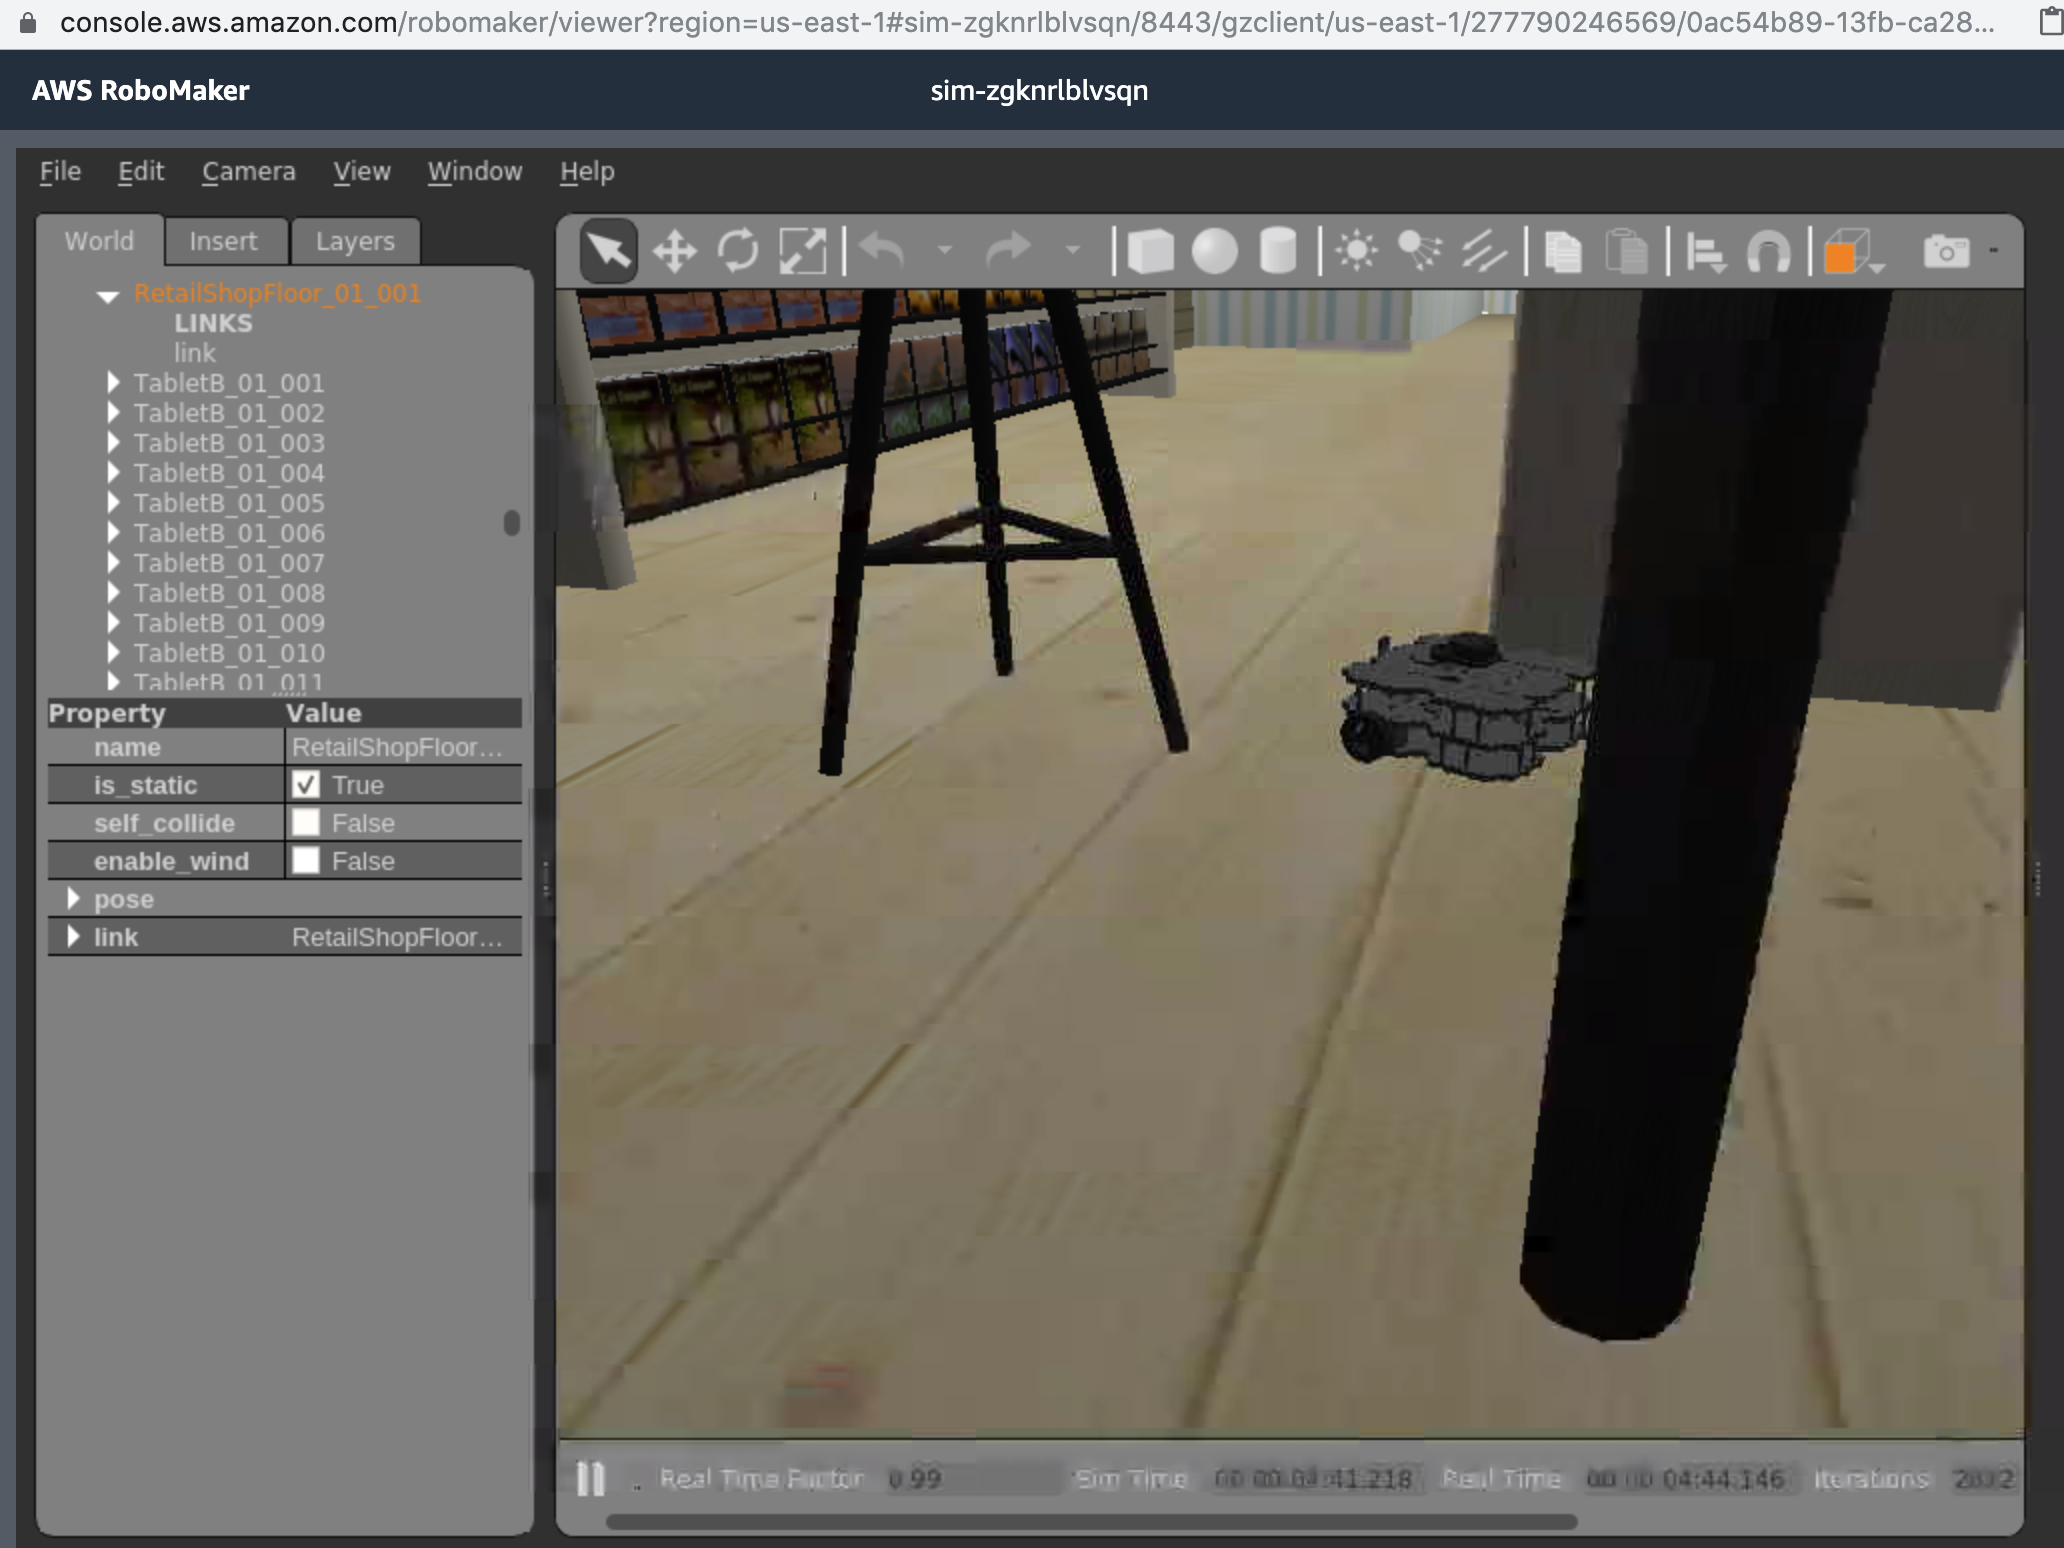 console.aws.amazon.com/robomaker/viewer?region=us-east-1#sim-zgknrlblvsqn/8443/gzclient/us-east-1/277790246569/0ac54b89-13fb-ca28...
AWS RoboMaker
sim-zgknrlblvsqn
File Edit Camera View Window Help
World Insert Layers
RetailShopFloor_01_001
LINKS
link
TabletB_01_001
TabletB_01_002
TabletB_01_003
TabletB_01_004
TabletB_01_005
TabletB_01_006
TabletB_01_007
TabletB_01_008
TabletB_01_009
TabletB_01_010
TabletB_01_011
Property Value
name RetailShopFloor...
is_static True
self_collide False
enable_wind False
pose
link RetailShopFloor...
Real Time Factor 0.99 Sim Time 00 00:04:41.218 Real Time 00 00 04:44.146 Iterations